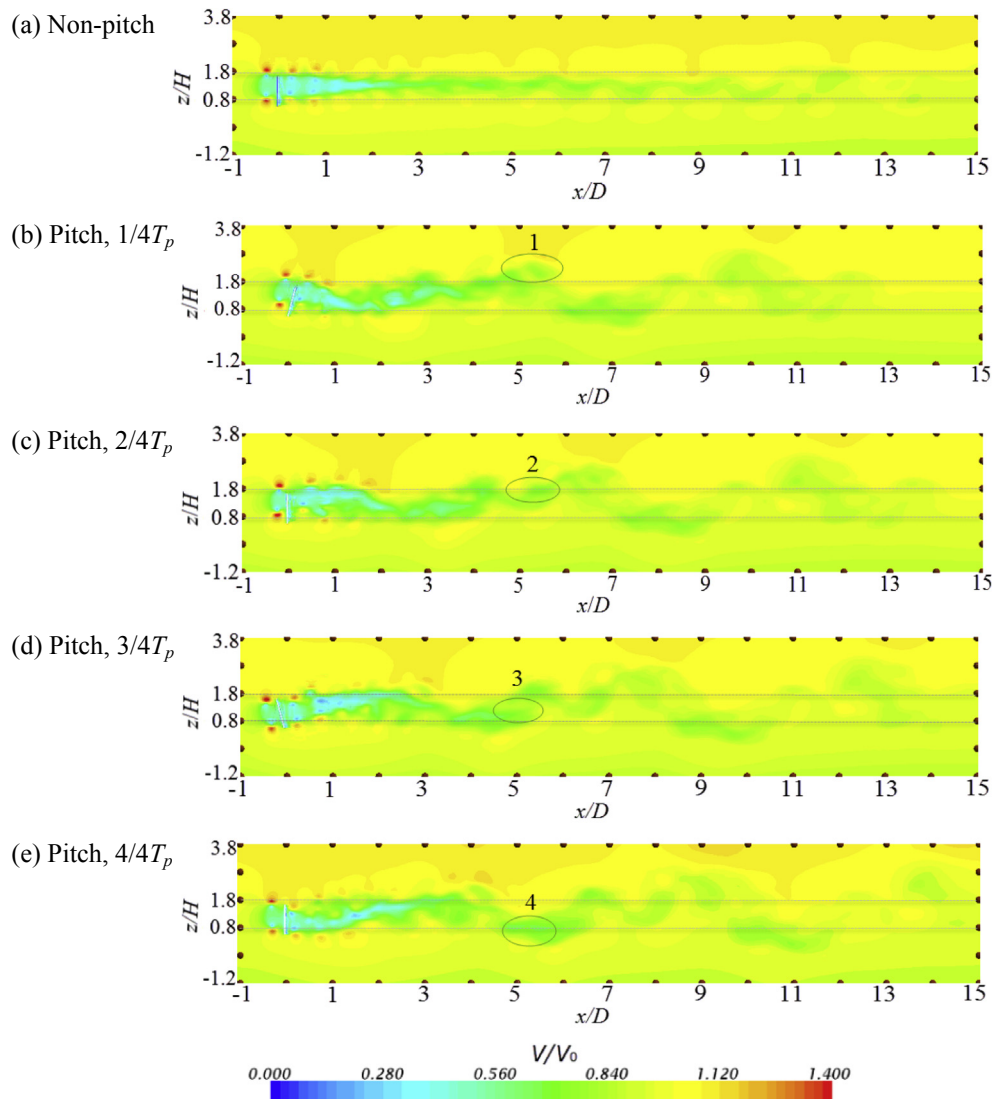 (a) Non-pitch
3.8
1.8
0.8
-1.2
z/H
-1 1 3 5 7 9 11 13 15
x/D
(b) Pitch, 1/4Tp
3.8
1
1.8
0.8
-1.2
z/H
-1 1 3 5 7 9 11 13 15
x/D
(c) Pitch, 2/4Tp
3.8
2
1.8
0.8
-1.2
z/H
-1 1 3 5 7 9 11 13 15
x/D
(d) Pitch, 3/4Tp
3.8
3
1.8
0.8
-1.2
z/H
-1 1 3 5 7 9 11 13 15
x/D
(e) Pitch, 4/4Tp
3.8
4
1.8
0.8
-1.2
z/H
-1 1 3 5 7 9 11 13 15
x/D
V/V₀
0.000 0.280 0.560 0.840 1.120 1.400